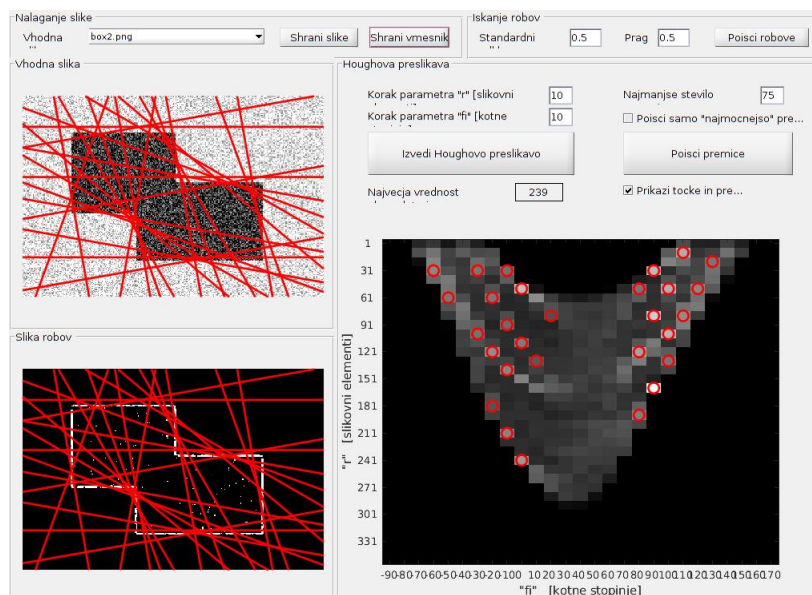 Nalaganje slike
Vhodna
box2.png
Shrani slike
Shrani vmesnik
Iskanje robov
Standardni
0.5
Prag
0.5
Poisci robove
Vhodna slika
Houghova preslikava
Korak parametra "r" [slikovni
10
Korak parametra "fi" [kotne
10
Izvedi Houghovo preslikavo
Najvecja vrednost
239
Najmanjse stevilo
75
Poisci samo "najmocnejso" pre...
Poisci premice
Prikazi tocke in pre...
Slika robov
1
31
61
91
121
151
181
211
241
271
301
331
"r" [slikovni elementi]
-90-80-70-60-50-40-30-20-100 10 20 30 40 50 60 70 80 90100110120130140150160170
"fi" [kotne stopinje]